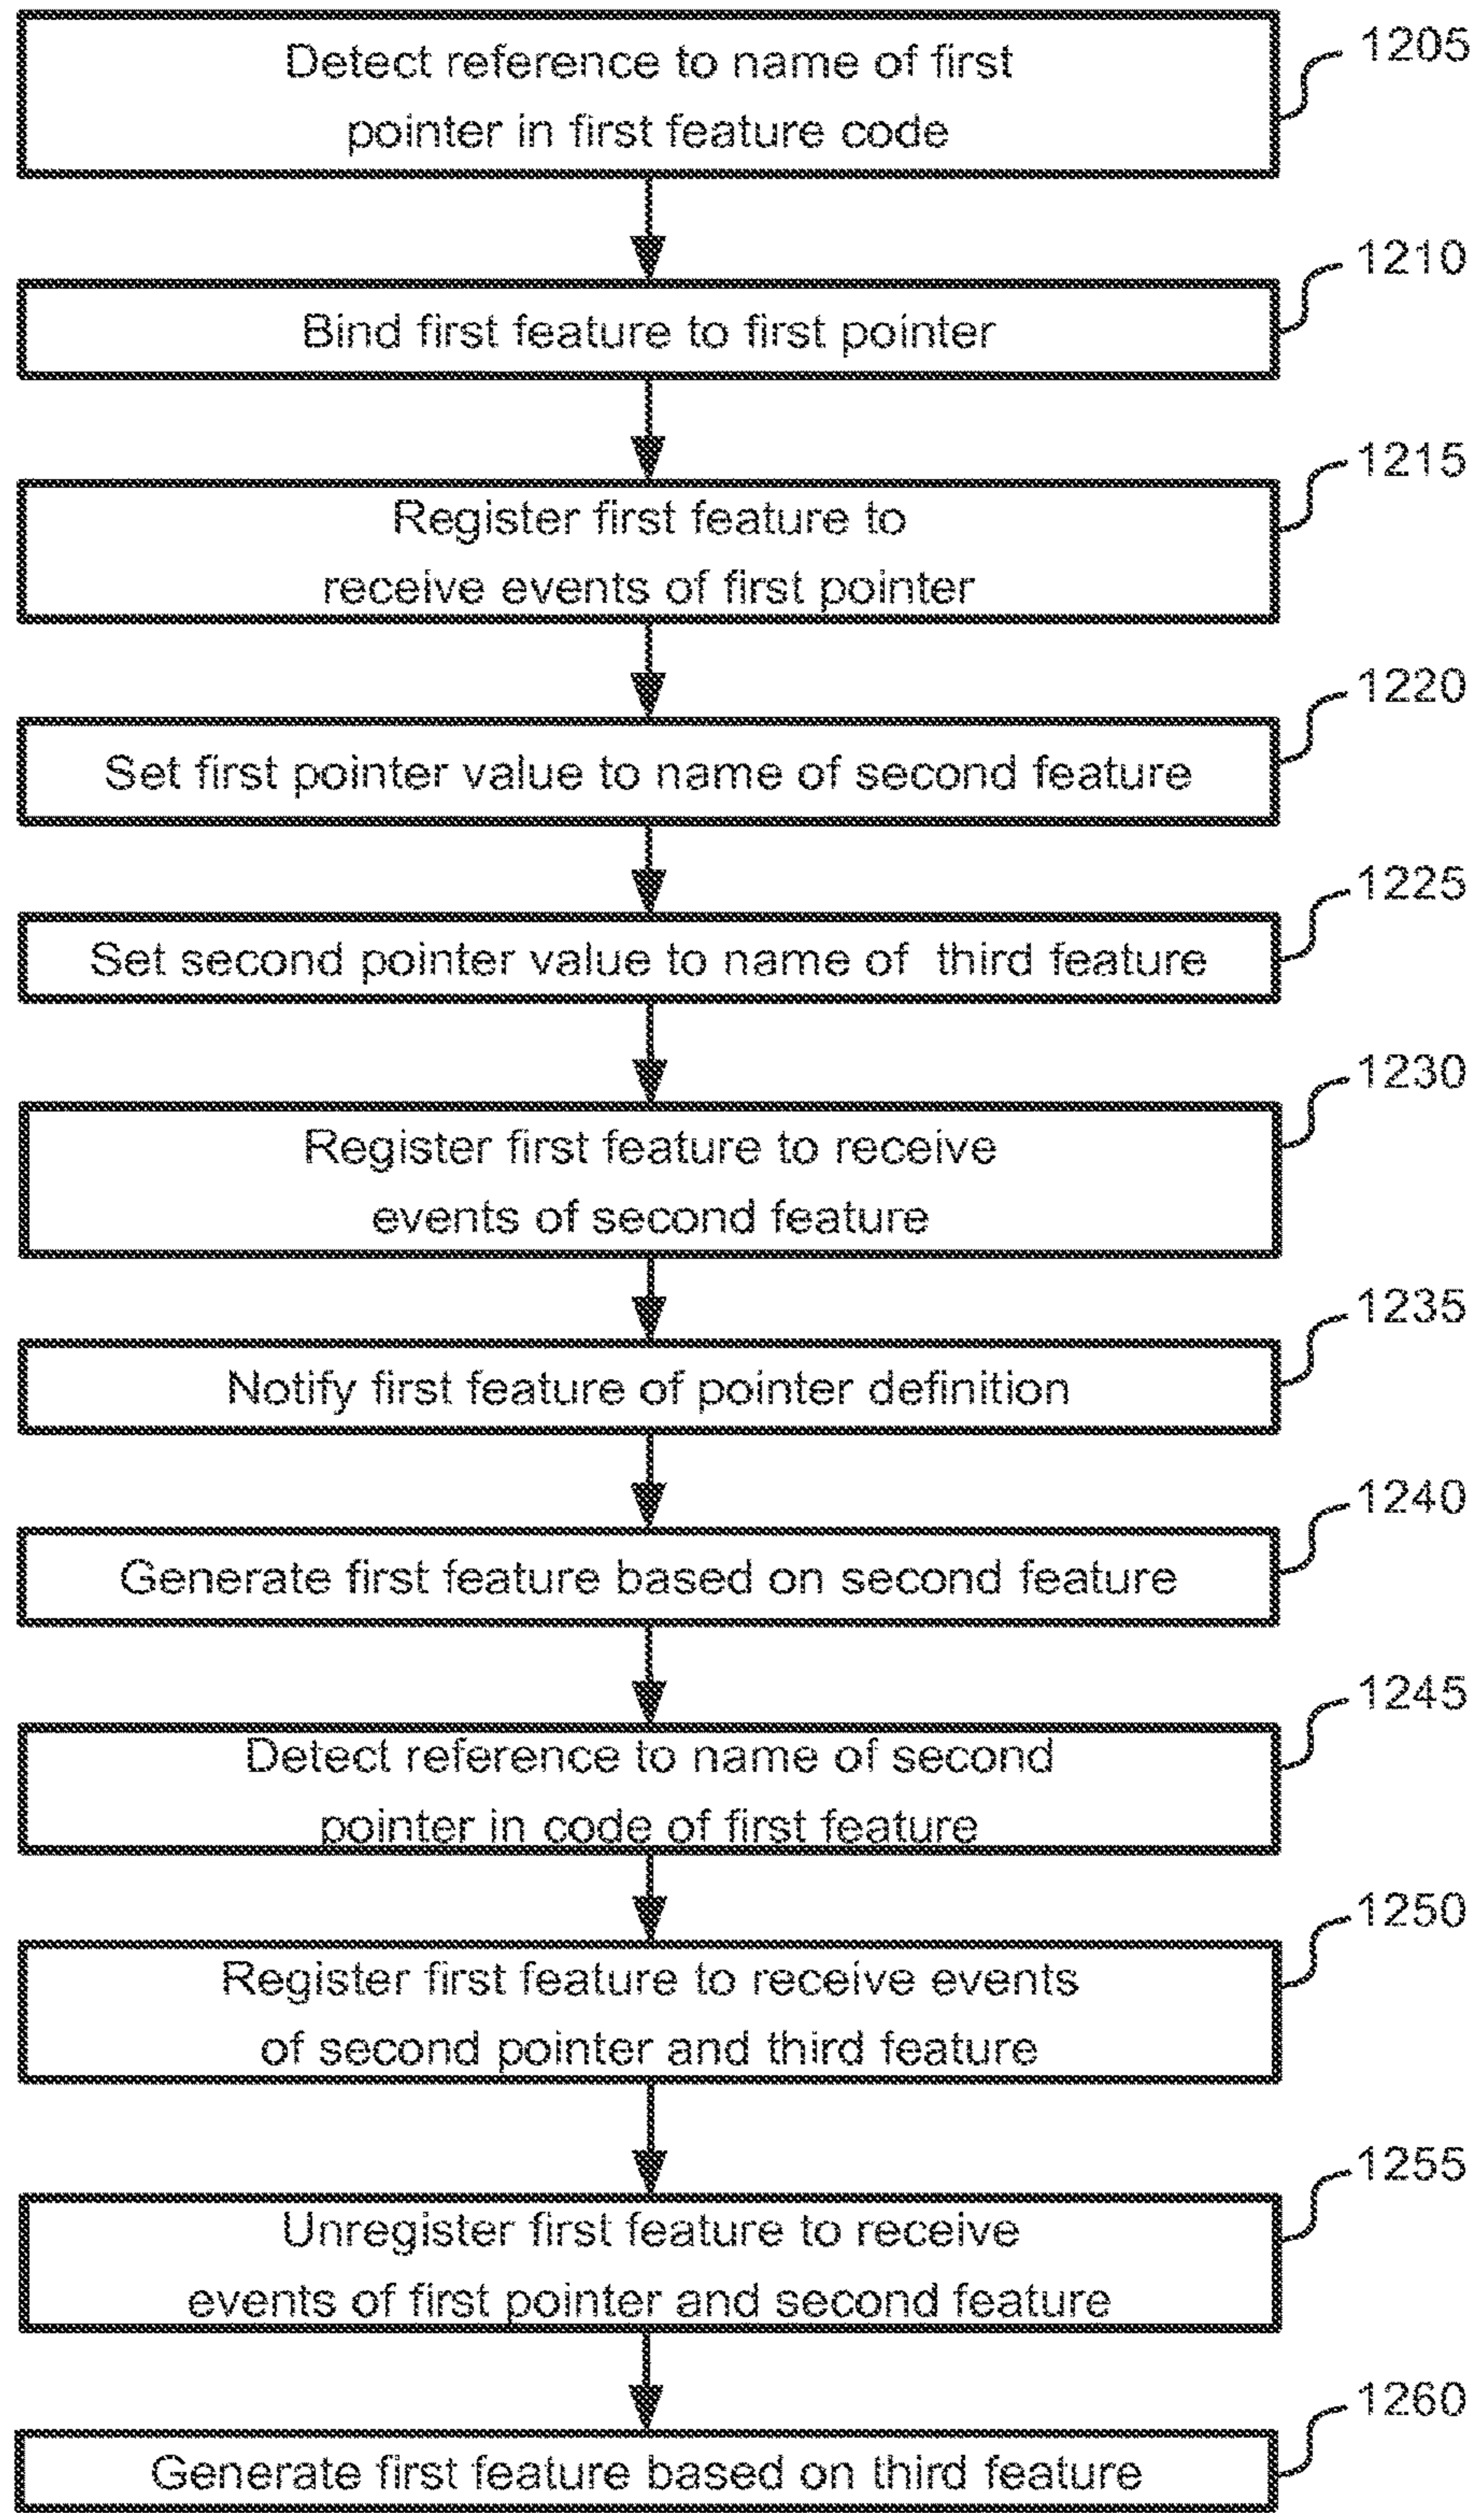 Detect reference to name of first
pointer in first feature code
1205
Bind first feature to first pointer
1210
Register first feature to
receive events of first pointer
1215
Set first pointer value to name of second feature
1220
Set second pointer value to name of third feature
1225
Register first feature to receive
events of second feature
1230
Notify first feature of pointer definition
1235
Generate first feature based on second feature
1240
Detect reference to name of second
pointer in code of first feature
1245
Register first feature to receive events
of second pointer and third feature
1250
Unregister first feature to receive
events of first pointer and second feature
1255
Generate first feature based on third feature
1260